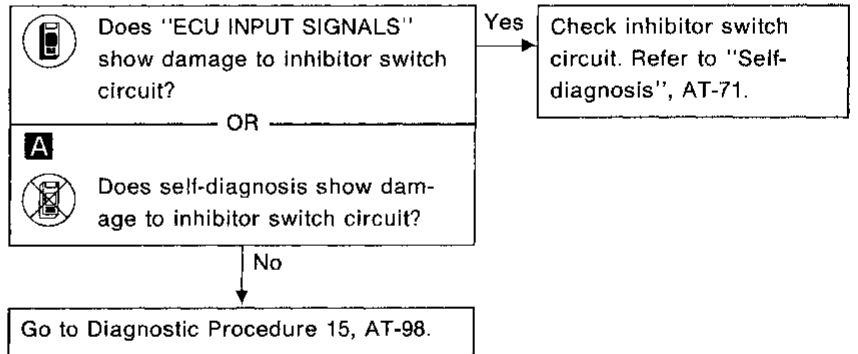 Does "ECU INPUT SIGNALS"
show damage to inhibitor switch
circuit?
Yes
Check inhibitor switch
circuit. Refer to "Self-
diagnosis", AT-71.
OR
A
Does self-diagnosis show dam-
age to inhibitor switch circuit?
No
Go to Diagnostic Procedure 15, AT-98.